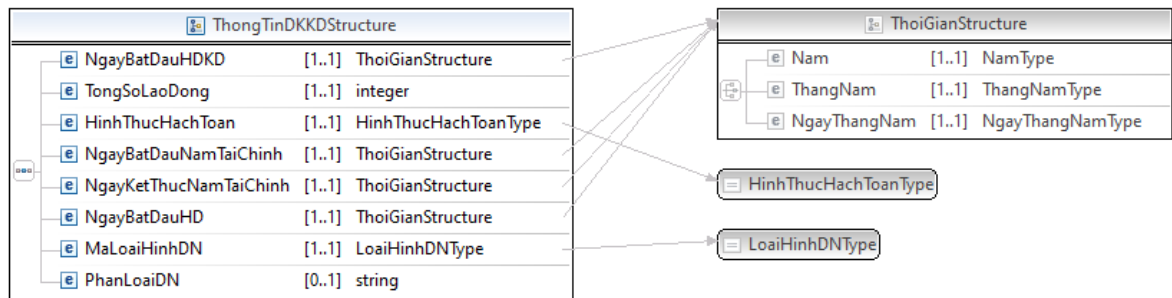 ThongTinDKKDStructure
NgayBatDauHDKD [1..1] ThoiGianStructure
TongSoLaoDong [1..1] integer
HinhThucHachToan [1..1] HinhThucHachToanType
NgayBatDauNamTaiChinh [1..1] ThoiGianStructure
NgayKetThucNamTaiChinh [1..1] ThoiGianStructure
NgayBatDauHD [1..1] ThoiGianStructure
MaLoaiHinhDN [1..1] LoaiHinhDNType
PhanLoaiDN [0..1] string
ThoiGianStructure
Nam [1..1] NamType
ThangNam [1..1] ThangNamType
NgayThangNam [1..1] NgayThangNamType
HinhThucHachToanType
LoaiHinhDNType